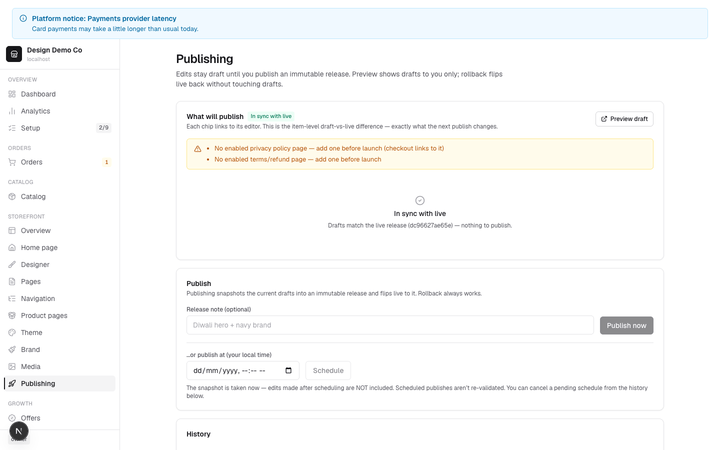 Platform notice: Payments provider latency
Card payments may take a little longer than usual today.
Design Demo Co
localhost
OVERVIEW
Dashboard
Analytics
Setup 2/9
ORDERS
Orders 1
CATALOG
Catalog
STOREFRONT
Overview
Home page
Designer
Pages
Navigation
Product pages
Theme
Brand
Media
Publishing
GROWTH
Offers
N
Publishing
Edits stay draft until you publish an immutable release. Preview shows drafts to you only; rollback flips
live back without touching drafts.
What will publish In sync with live
Preview draft
Each chip links to its editor. This is the item-level draft-vs-live difference — exactly what the next publish changes.
No enabled privacy policy page — add one before launch (checkout links to it)
No enabled terms/refund page — add one before launch
In sync with live
Drafts match the live release (dc96627ae65e) — nothing to publish.
Publish
Publishing snapshots the current drafts into an immutable release and flips live to it. Rollback always works.
Release note (optional)
Diwali hero + navy brand
Publish now
…or publish at (your local time)
dd/mm/yyyy, --:-- --
Schedule
The snapshot is taken now — edits made after scheduling are NOT included. Scheduled publishes aren't re-validated. You can cancel a pending schedule from the history
below.
History